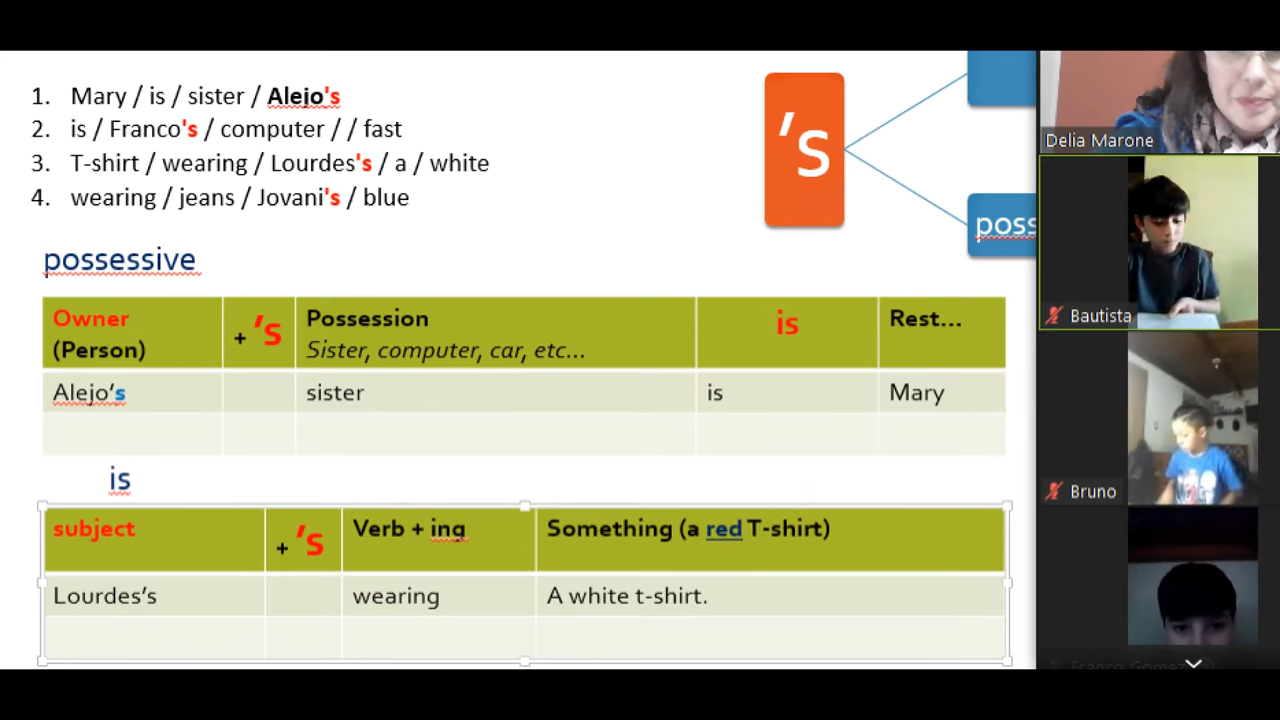 1. Mary / is / sister / Alejo's
2. is / Franco's / computer / / fast
3. T-shirt / wearing / Lourdes's / a / white
4. wearing / jeans / Jovani's / blue
's
poss
possessive
Owner (Person)
+ 's
Possession
Sister, computer, car, etc...
is
Rest...
Alejo's sister is Mary
is
subject + 's Verb + ing Something (a red T-shirt)
Lourdes's wearing A white t-shirt.
Delia Marone
Bautista
Bruno
Franco Gomez